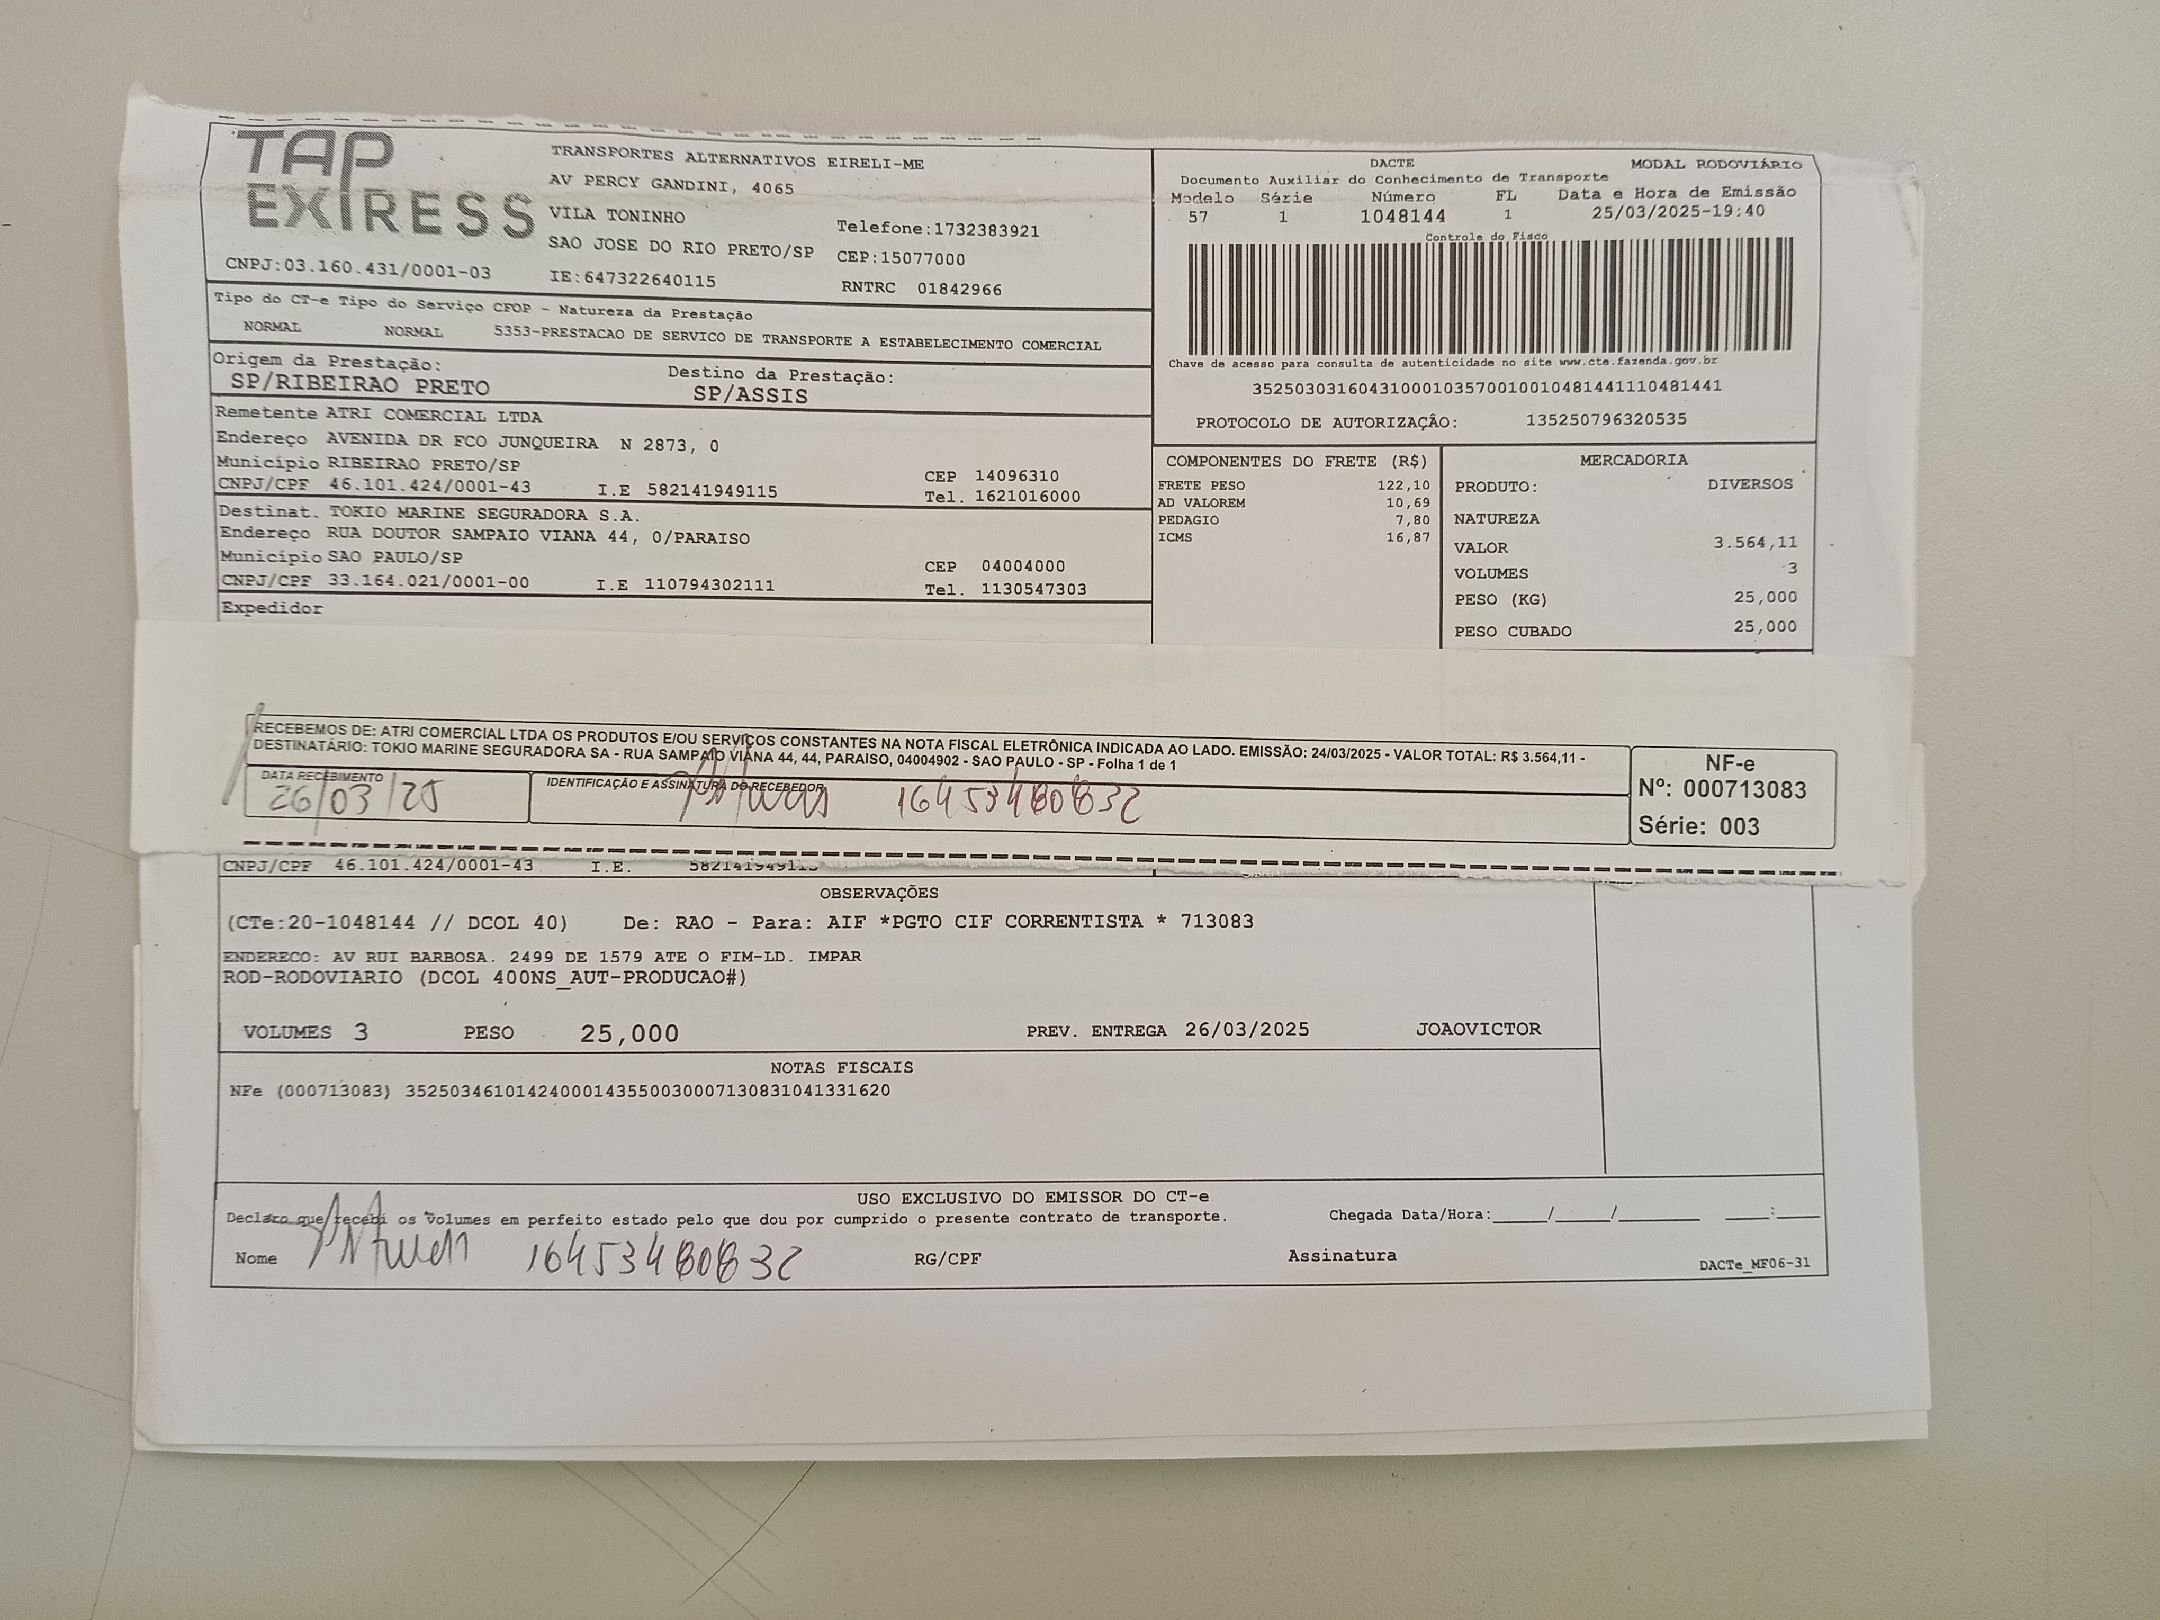 TAP
EXIRESS
CNPJ:03.160.431/0001-03
TRANSPORTES ALTERNATIVOS EIRELI-ME
AV PERCY GANDINI, 4065
VILA TONINHO
Telefone:1732383921
SAO JOSE DO RIO PRETO/SP
CEP:15077000
IE:647322640115
RNTRC 01842966
DACTE
MODAL RODOVIÁRIO
Documento Auxiliar do Conhecimento de Transporte
Modelo Série Número FL Data e Hora de Emissão
57 1 1048144 1 25/03/2025-19:40
Controle do Fisco
Chave de acesso para consulta de autenticidade no site www.cte.fazenda.gov.br
35250303160431000103570010010481441110481441
PROTOCOLO DE AUTORIZAÇÂO: 135250796320535
Tipo do CT-e Tipo do Serviço CFOP - Natureza da Prestação
NORMAL NORMAL 5353-PRESTACAO DE SERVICO DE TRANSPORTE A ESTABELECIMENTO COMERCIAL
Origem da Prestação:
SP/RIBEIRAO PRETO
Destino da Prestação:
SP/ASSIS
Remetente ATRI COMERCIAL LTDA
Endereço AVENIDA DR FCO JUNQUEIRA N 2873, 0
Município RIBEIRAO PRETO/SP CEP 14096310
CNPJ/CPF 46.101.424/0001-43 I.E 582141949115 Tel. 1621016000
Destinat. TOKIO MARINE SEGURADORA S.A.
Endereço RUA DOUTOR SAMPAIO VIANA 44, 0/PARAISO
Município SAO PAULO/SP CEP 04004000
CNPJ/CPF 33.164.021/0001-00 I.E 110794302111 Tel. 1130547303
Expedidor
COMPONENTES DO FRETE (R$)
FRETE PESO 122,10
AD VALOREM 10,69
PEDAGIO 7,80
ICMS 16,87
MERCADORIA
PRODUTO: DIVERSOS
NATUREZA
VALOR 3.564,11
VOLUMES 3
PESO (KG) 25,000
PESO CUBADO 25,000
RECEBEMOS DE: ATRI COMERCIAL LTDA OS PRODUTOS E/OU SERVIÇOS CONSTANTES NA NOTA FISCAL ELETRÔNICA INDICADA AO LADO. EMISSÃO: 24/03/2025 - VALOR TOTAL: R$ 3.564,11 -
DESTINATÁRIO: TOKIO MARINE SEGURADORA SA - RUA SAMPAIO VIANA 44, 44, PARAISO, 04004902 - SAO PAULO - SP - Folha 1 de 1
DATA RECEBIMENTO
26/03/25
IDENTIFICAÇÃO E ASSINATURA DO RECEBEDOR
NF-e
Nº: 000713083
Série: 003
CNPJ/CPF 46.101.424/0001-43 I.E. 582141949115
OBSERVAÇÕES
(CTe:20-1048144 // DCOL 40) De: RAO - Para: AIF *PGTO CIF CORRENTISTA * 713083
ENDERECO: AV RUI BARBOSA. 2499 DE 1579 ATE O FIM-LD. IMPAR
ROD-RODOVIARIO (DCOL 400NS_AUT-PRODUCAO#)
VOLUMES 3 PESO 25,000 PREV. ENTREGA 26/03/2025 JOAOVICTOR
NOTAS FISCAIS
NFe (000713083) 35250346101424000143550030007130831041331620
USO EXCLUSIVO DO EMISSOR DO CT-e
Declaro que recebi os Volumes em perfeito estado pelo que dou por cumprido o presente contrato de transporte.
Chegada Data/Hora:_____/_____/_______ ____:____
Nome
RG/CPF
Assinatura
DACTe_MF06-31